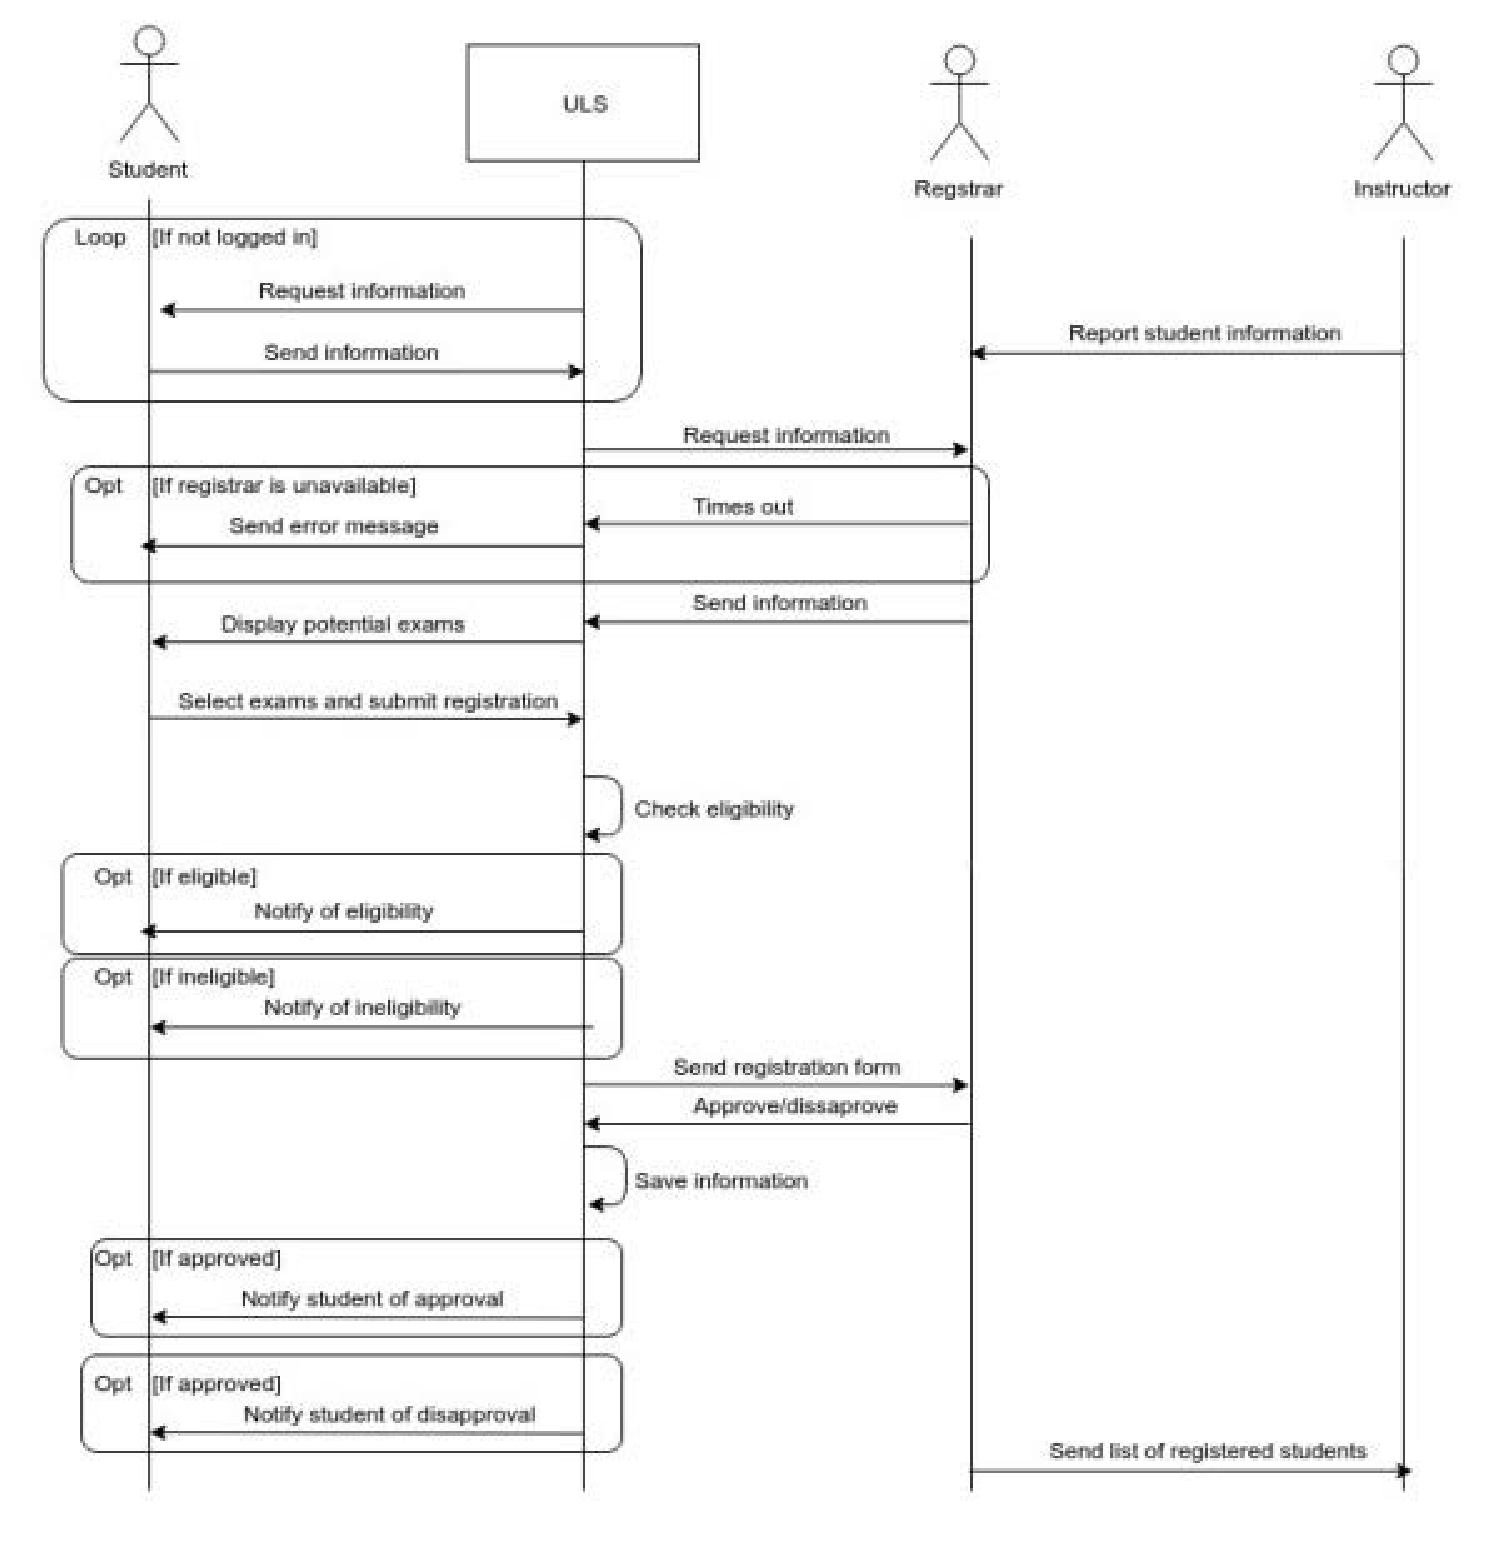 ULS
Student
Regstrar
Instructor
Loop [If not logged in]
Request information
Report student information
Send information
Request information
Opt [If registrar is unavailable]
Times out
Send error message
Send information
Display potential exams
Select exams and submit registration
Check eligibility
Opt [If eligible]
Notify of eligibility
Opt [If ineligible]
Notify of ineligibility
Send registration form
Approve/dissaprove
Save information
Opt [If approved]
Notify student of approval
Opt [If approved]
Notify student of disapproval
Send list of registered students